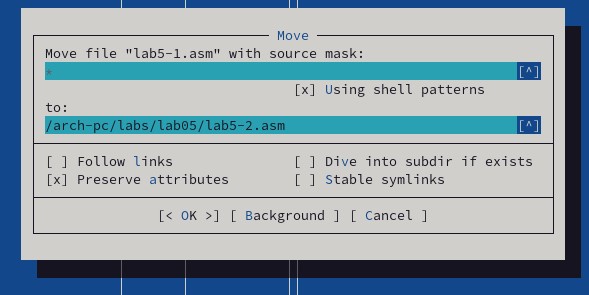 Move
Move file "lab5-1.asm" with source mask:
* [^]
[x] Using shell patterns
to:
/arch-pc/labs/lab05/lab5-2.asm [^]
[ ] Follow links [ ] Dive into subdir if exists
[x] Preserve attributes [ ] Stable symlinks
[< OK >] [ Background ] [ Cancel ]